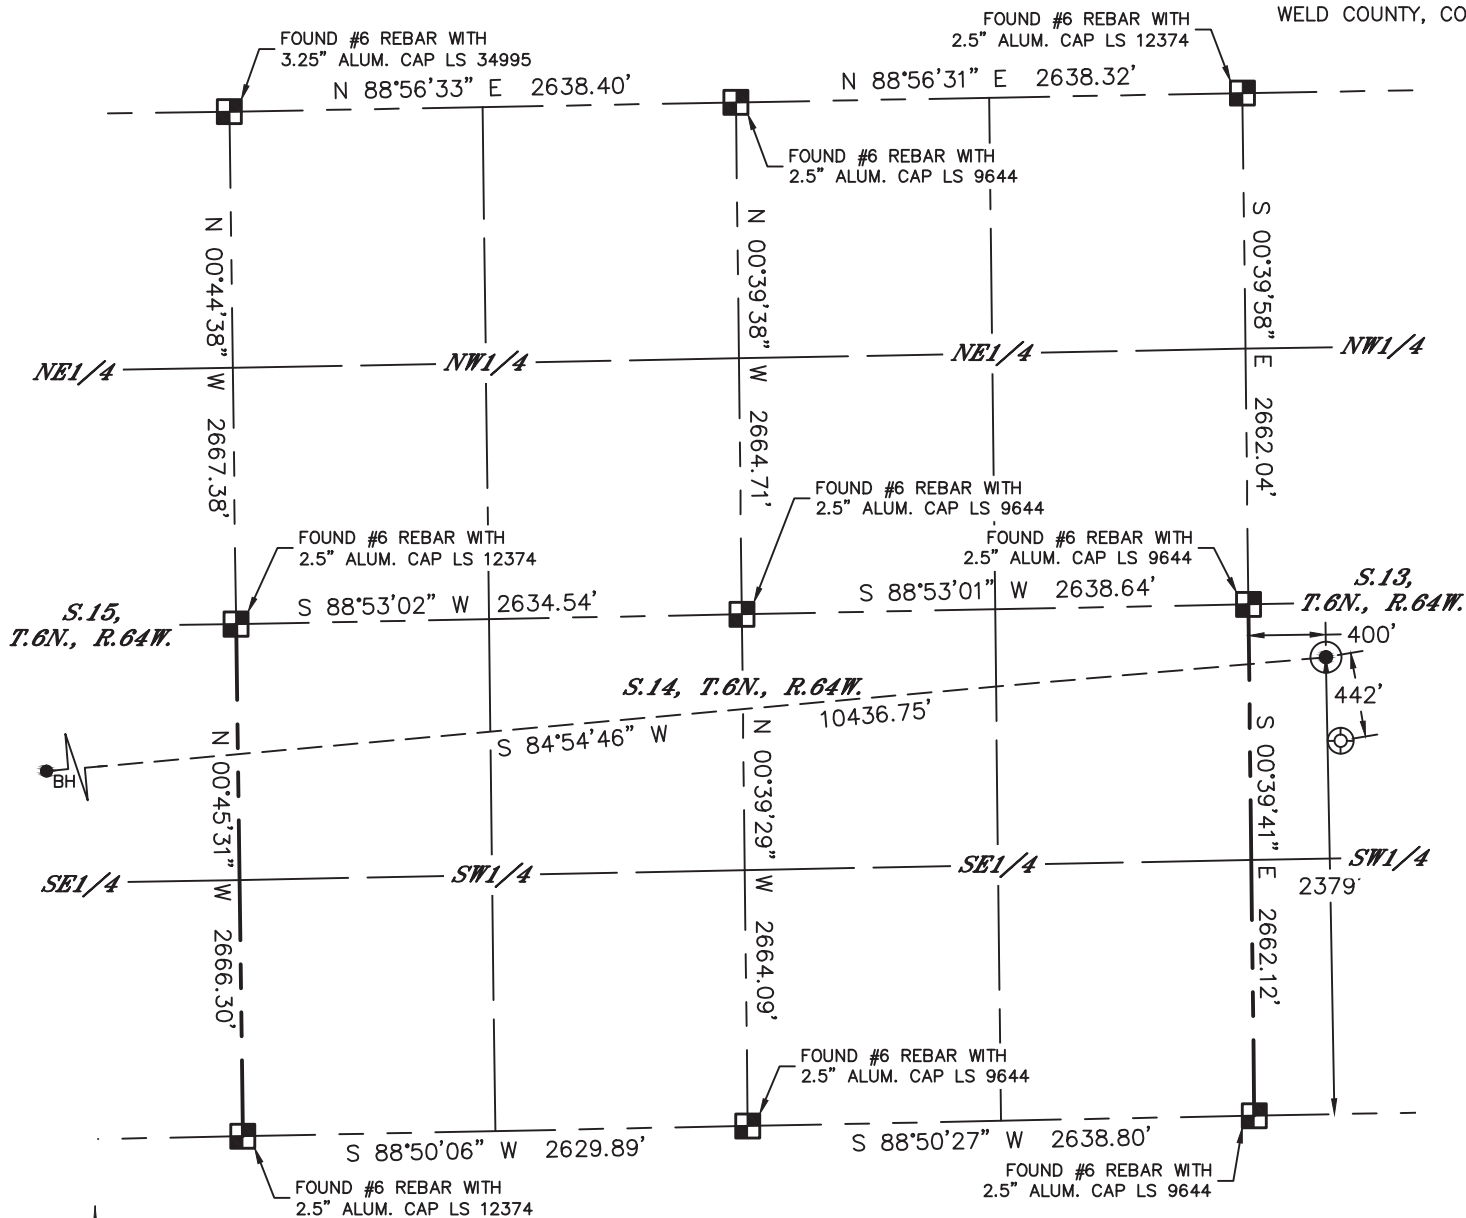 WELD COUNTY, CO
FOUND #6 REBAR WITH
2.5" ALUM. CAP LS 12374
FOUND #6 REBAR WITH
3.25" ALUM. CAP LS 34995
N 88°56'33" E 2638.40'
N 88°56'31" E 2638.32'
FOUND #6 REBAR WITH
2.5" ALUM. CAP LS 9644
N 00°44'38" W 2667.38'
N 00°39'38" W 2664.71'
S 00°39'58" E 2662.04'
NE1/4
NW1/4
NE1/4
NW1/4
FOUND #6 REBAR WITH
2.5" ALUM. CAP LS 9644
FOUND #6 REBAR WITH
2.5" ALUM. CAP LS 12374
FOUND #6 REBAR WITH
2.5" ALUM. CAP LS 9644
S.15,
T.6N., R.64W.
S 88°53'02" W 2634.54'
S 88°53'01" W 2638.64'
S.13,
T.6N., R.64W.
400'
S.14, T.6N., R.64W.
442'
S 84°54'46" W 10436.75'
BH
N 00°45'31" W 2666.30'
N 00°39'29" W 2664.09'
S 00°39'41" E 2662.12'
SE1/4
SW1/4
SE1/4
SW1/4
2379'
FOUND #6 REBAR WITH
2.5" ALUM. CAP LS 9644
S 88°50'06" W 2629.89'
S 88°50'27" W 2638.80'
FOUND #6 REBAR WITH
2.5" ALUM. CAP LS 9644
FOUND #6 REBAR WITH
2.5" ALUM. CAP LS 12374